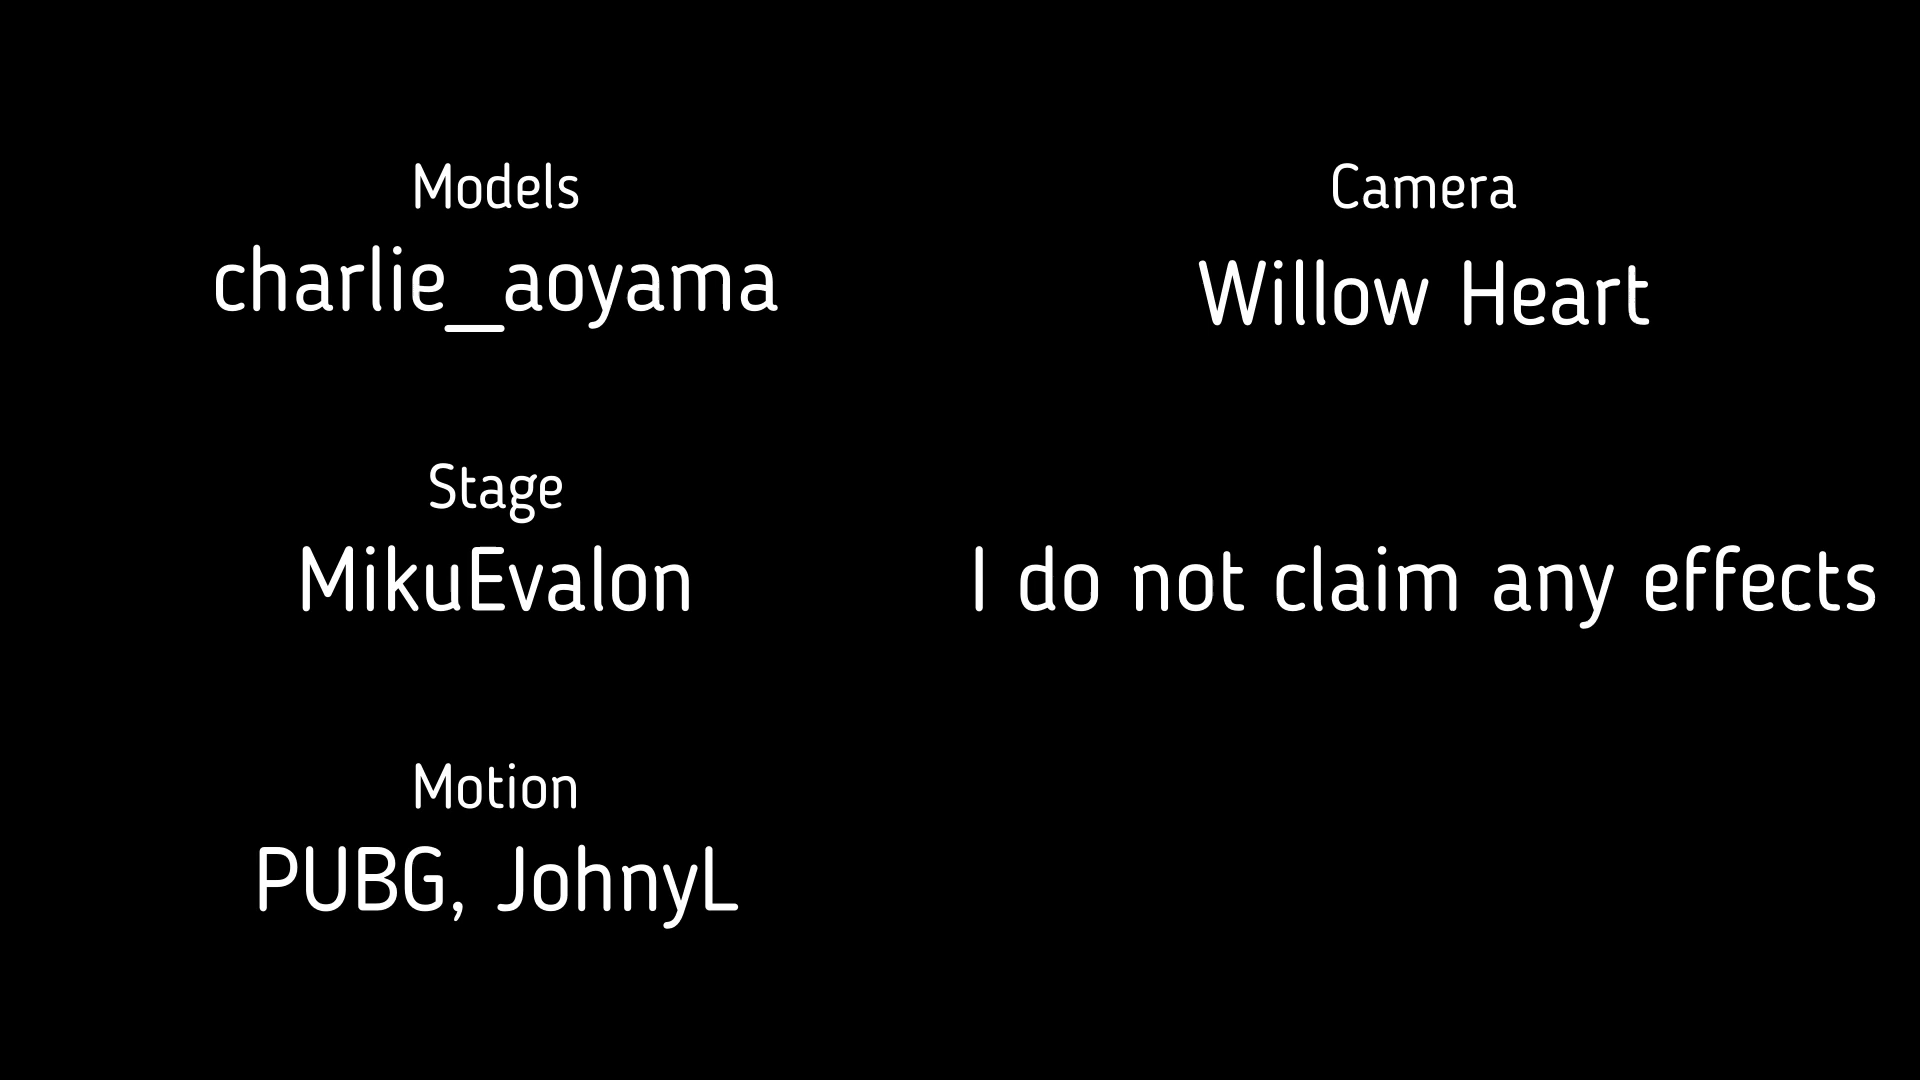 Models
charlie_aoyama
Stage
MikuEvalon
Motion
PUBG, JohnyL
Camera
Willow Heart
I do not claim any effects